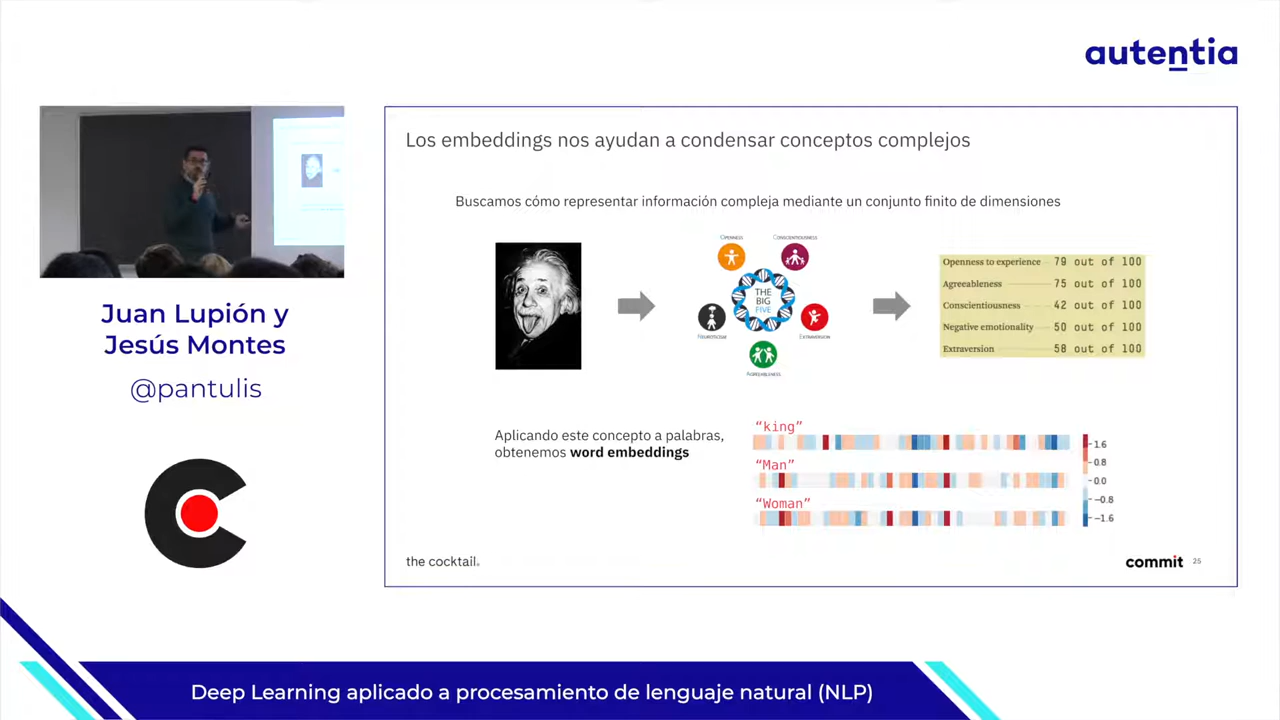 autentia
Los embeddings nos ayudan a condensar conceptos complejos
Buscamos cómo representar información compleja mediante un conjunto finito de dimensiones
OPENNESS
CONSCIENTIOUSNESS
THE
BIG
FIVE
NEUROTICISM
EXTRAVERSION
AGREEABLENESS
Openness to experience 79 out of 100
Agreeableness 75 out of 100
Conscientiousness 42 out of 100
Negative emotionality 50 out of 100
Extraversion 58 out of 100
Aplicando este concepto a palabras,
obtenemos word embeddings
“king”
“Man”
“Woman”
1.6
0.8
0.0
−0.8
−1.6
the cocktail.
commit
25
Juan Lupión y
Jesús Montes
@pantulis
Deep Learning aplicado a procesamiento de lenguaje natural (NLP)